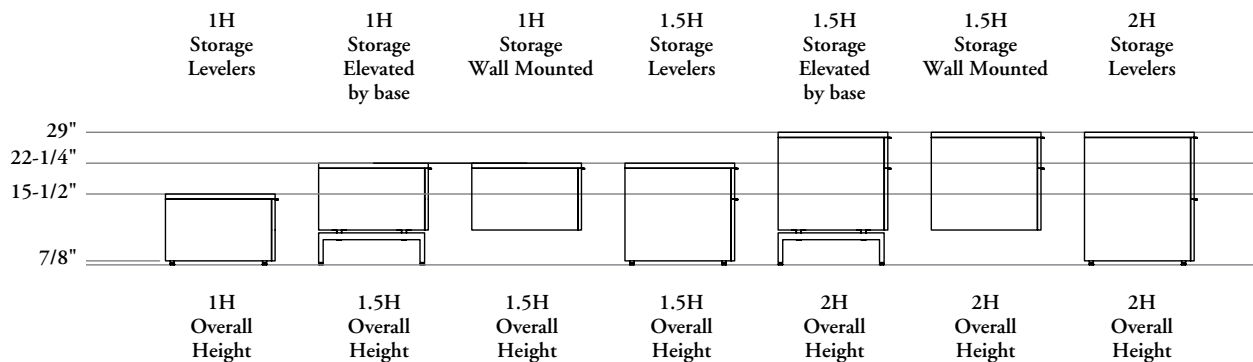 1H
Storage
Levelers
1H
Storage
Elevated
by base
1H
Storage
Wall Mounted
1.5H
Storage
Levelers
1.5H
Storage
Elevated
by base
1.5H
Storage
Wall Mounted
2H
Storage
Levelers
29"
22-1/4"
15-1/2"
7/8"
1H
Overall
Height
1.5H
Overall
Height
1.5H
Overall
Height
1.5H
Overall
Height
2H
Overall
Height
2H
Overall
Height
2H
Overall
Height